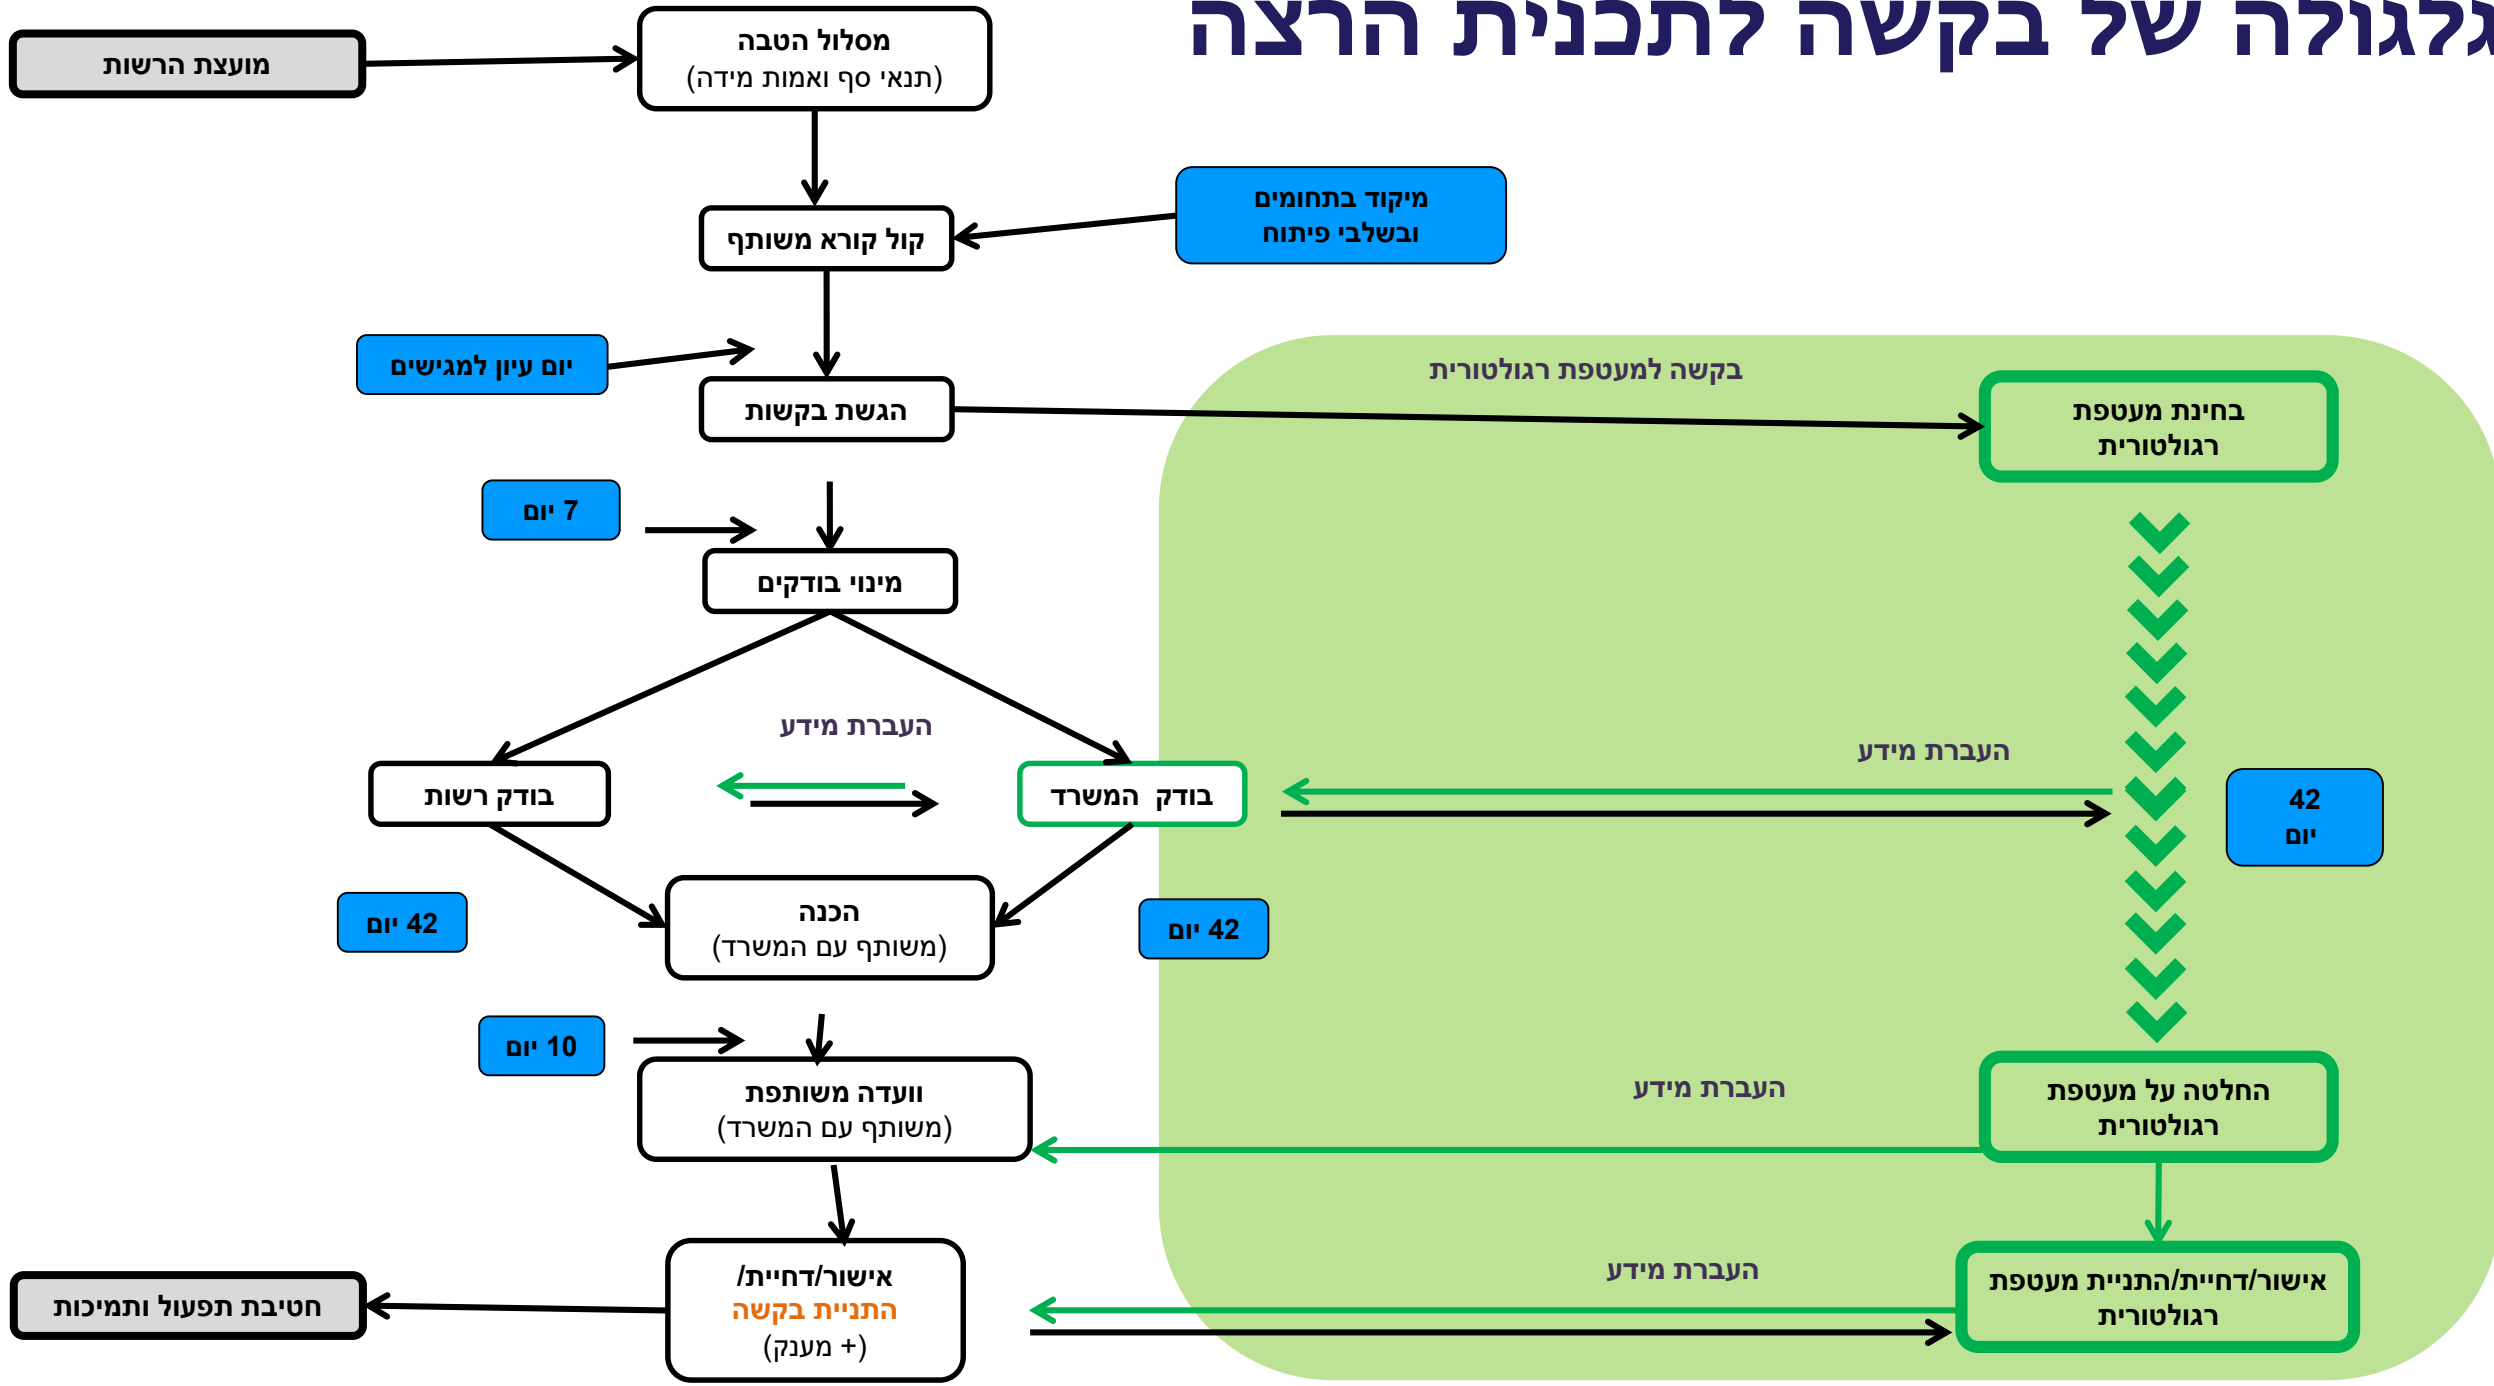 גלגולה של בקשה לתכנית הרצה
מועצת הרשות
מסלול הטבה
(תנאי סף ואמות מידה)
מיקוד בתחומים
ובשלבי פיתוח
קול קורא משותף
יום עיון למגישים
הגשת בקשות
בקשה למעטפת רגולטורית
בחינת מעטפת
רגולטורית
7 יום
מינוי בודקים
העברת מידע
העברת מידע
בודק המשרד
בודק רשות
42
יום
הכנה
(משותף עם המשרד)
42 יום
42 יום
10 יום
וועדה משותפת
(משותף עם המשרד)
העברת מידע
החלטה על מעטפת
רגולטורית
אישור/דחיית/
התניית בקשה
(+ מענק)
העברת מידע
אישור/דחיית/התניית מעטפת
רגולטורית
חטיבת תפעול ותמיכות